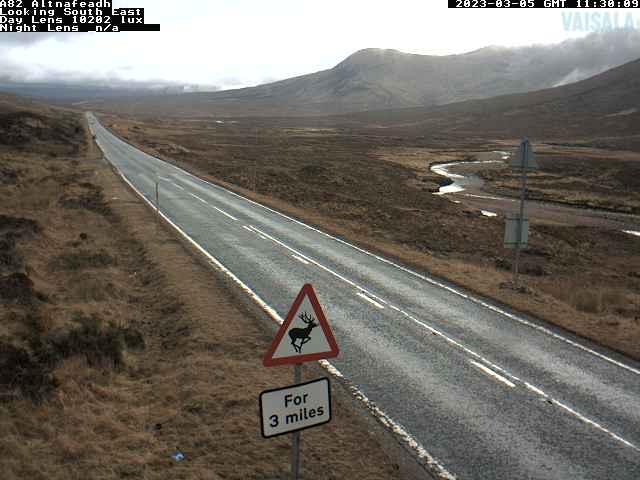 A82 Altnafeadh
Looking South East
Day Lens 10202 lux
Night Lens n/a
2023-03-05 GMT 11:30:09
VAISALA
For
3 miles